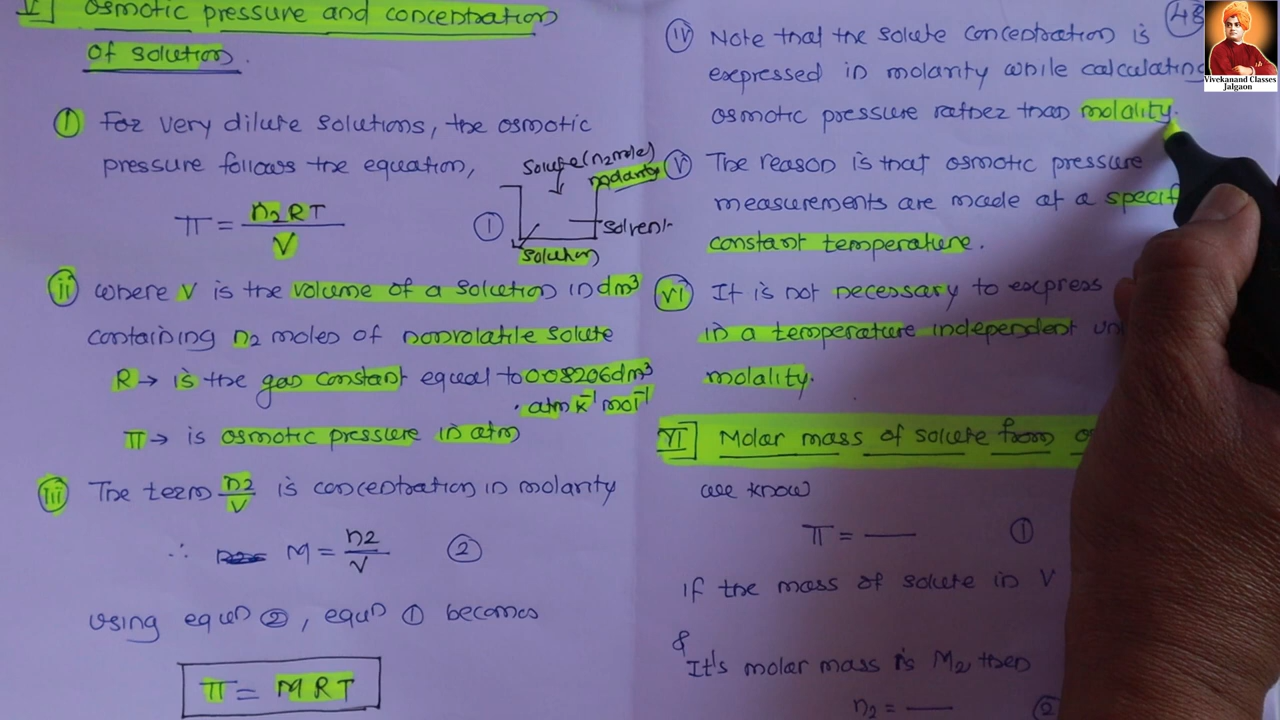 V] Osmotic pressure and concentration
of solution.
① For very dilute solutions, the osmotic
pressure follows the equation,
π = n2RT / V
Solute (n2 mole)
molarity
① solvent
solution
ⅱ where V is the volume of a solution in dm³
containing n2 moles of nonvolatile solute
R → is the gas constant equal to 0.08206 dm³
· atm K⁻¹ mol⁻¹
π → is osmotic pressure in atm
ⅲ The term n2/V is concentration in molarity
∴ M = n2/V ②
using equn ②, equn ① becomes
π = MRT
48
ⅳ Note that the solute concentration is
expressed in molarity while calculating
osmotic pressure rather than molality.
ⅴ The reason is that osmotic pressure
measurements are made at a specif
constant temperature.
ⅵ It is not necessary to express
in a temperature independent
molality.
VI] Molar mass of solute from
we know
π = — ①
if the mass of solute in V
& It's molar mass is M2 then
n2 = — ②
Vivekanand Classes
Jalgaon